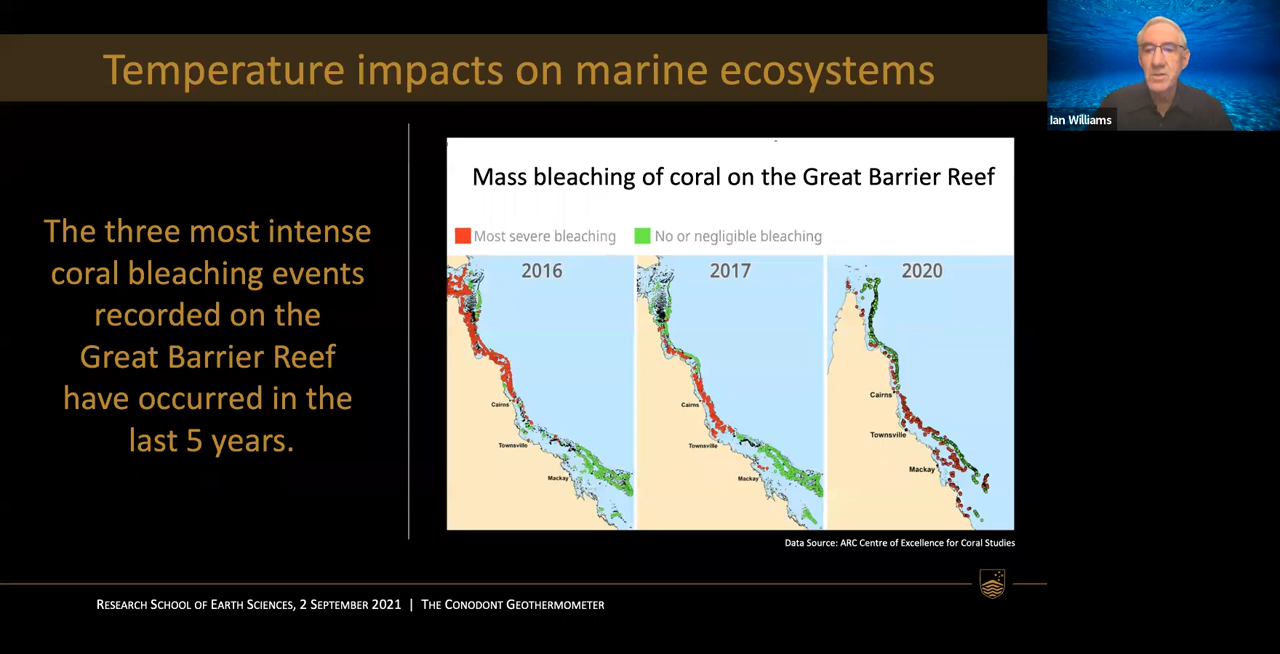 Temperature impacts on marine ecosystems
Ian Williams
The three most intense
coral bleaching events
recorded on the
Great Barrier Reef
have occurred in the
last 5 years.
Mass bleaching of coral on the Great Barrier Reef
Most severe bleaching
No or negligible bleaching
2016
2017
2020
Cairns
Townsville
Mackay
Cairns
Townsville
Mackay
Cairns
Townsville
Mackay
Data Source: ARC Centre of Excellence for Coral Studies
Research School of Earth Sciences, 2 September 2021 | The Conodont Geothermometer